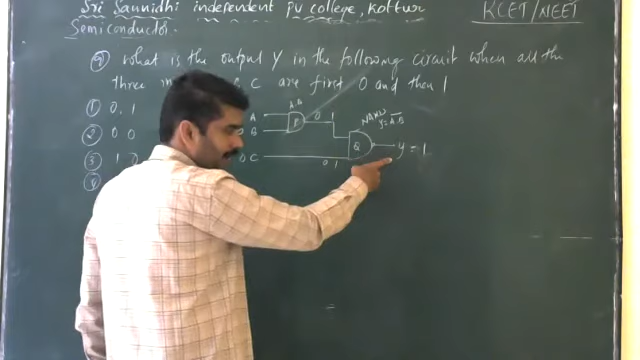 Sri Sannidhi independent PU college, Kottur
KCET/NEET
Semiconductor.
Q) What is the output Y in the following circuit when all the
three C are first 0 and then 1
① 0, 1
② 0 0
③ 1 0
④
A
B
0 C
A.B
P
0 1
NAND
Y=A.B
Q
0 1
y = 1